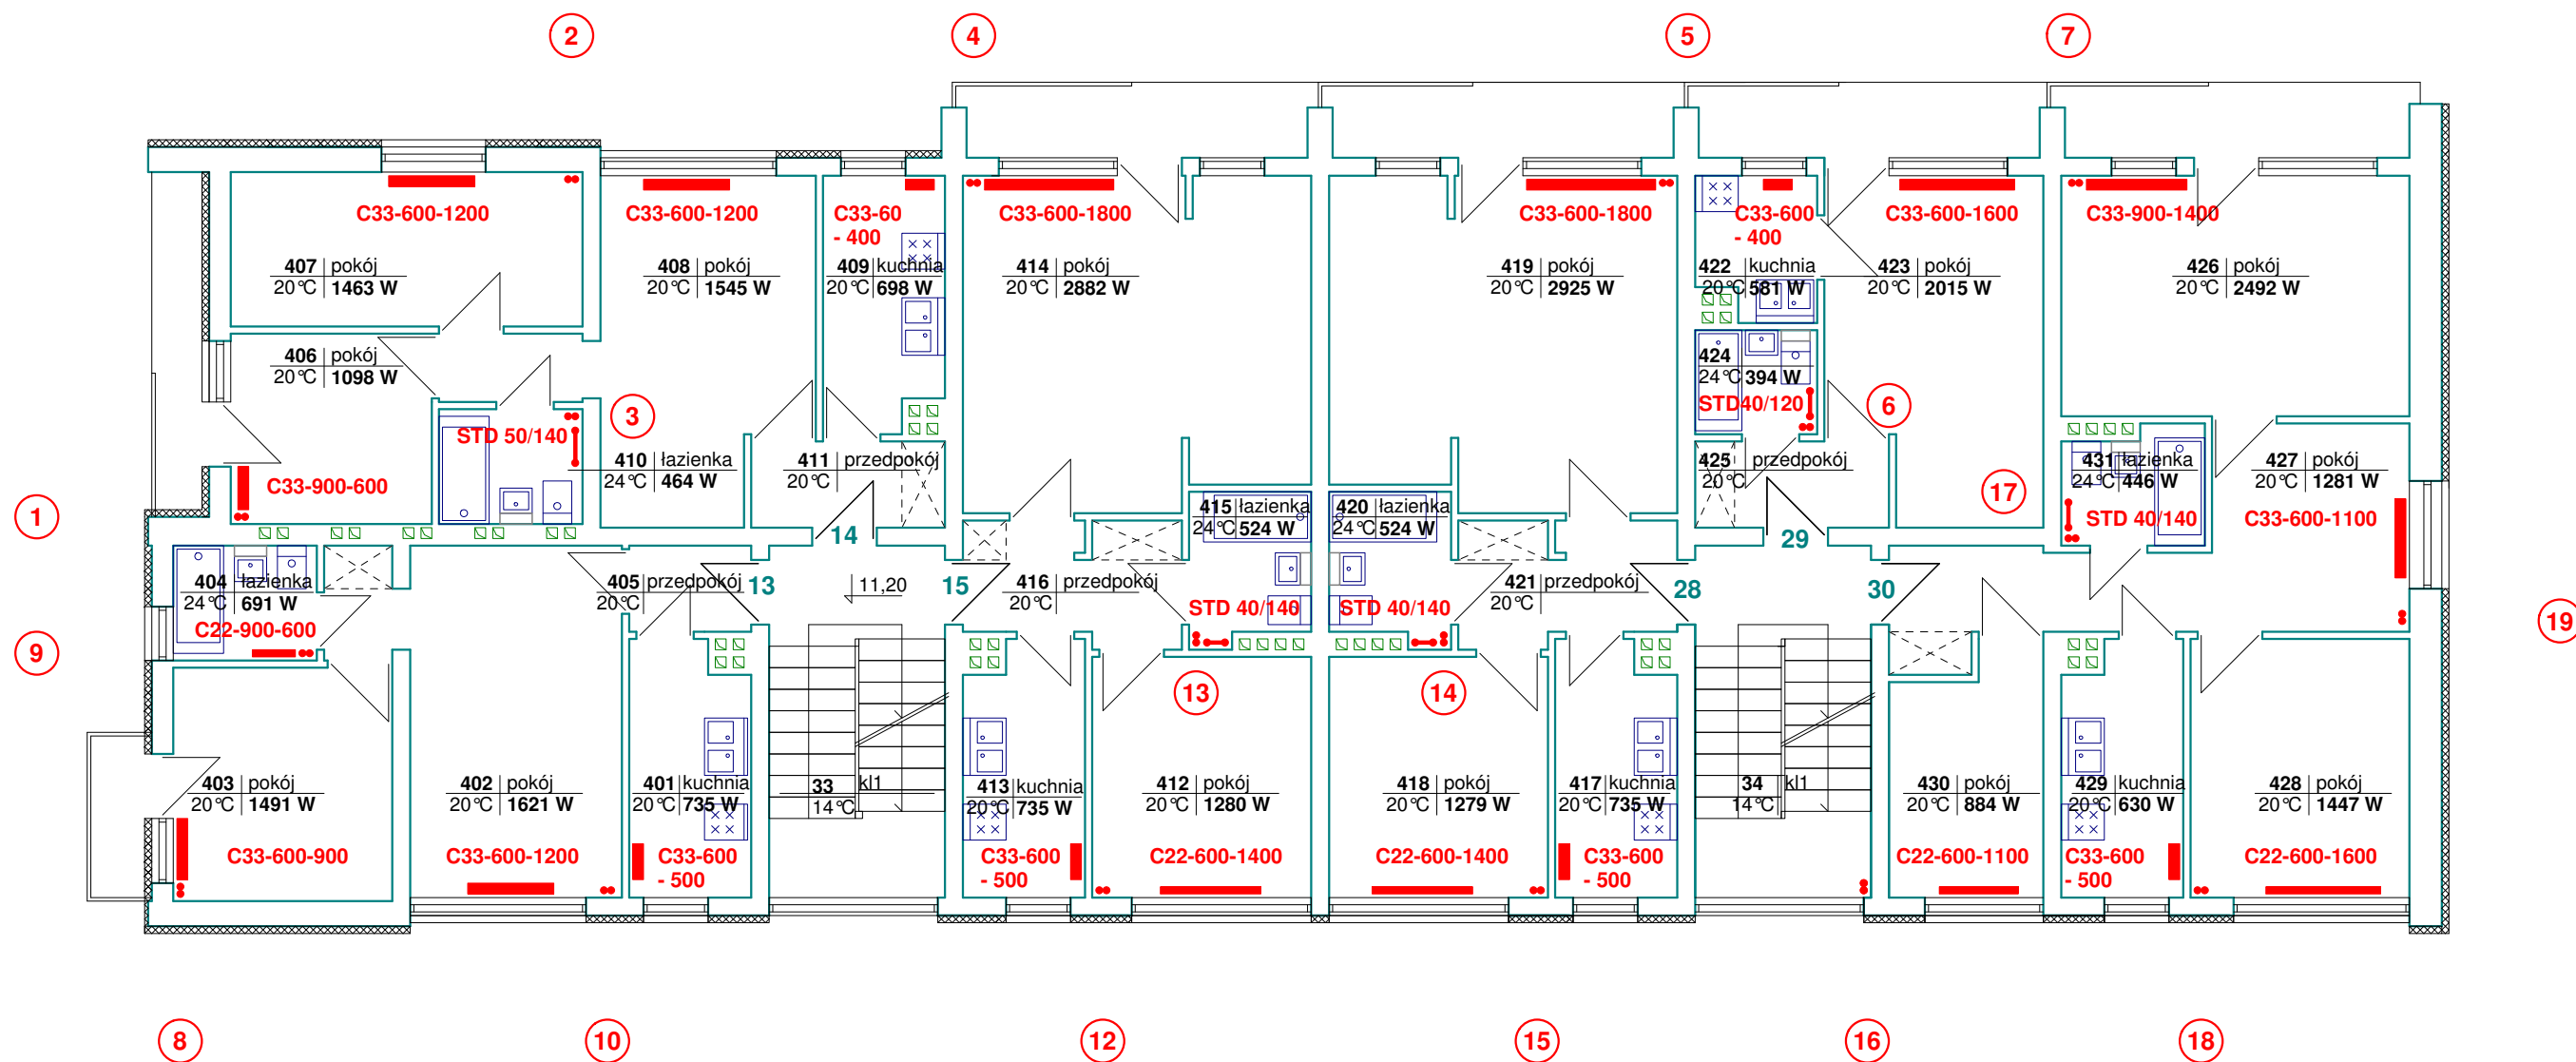 2
4
5
7
C33-600-1200
C33-600-1200
C33-60
- 400
C33-600-1800
C33-600-1800
C33-600
- 400
C33-600-1600
C33-900-1400
407 pokój
20°C 1463 W
408 pokój
20°C 1545 W
409 kuchnia
20°C 698 W
414 pokój
20°C 2882 W
419 pokój
20°C 2925 W
422 kuchnia
20°C 581 W
423 pokój
20°C 2015 W
426 pokój
20°C 2492 W
406 pokój
20°C 1098 W
424
24°C 394 W
STD40/120
3
6
STD 50/140
410 łazienka
24°C 464 W
411 przedpokój
20°C
425 przedpokój
20°C
431 łazienka
24°C 446 W
427 pokój
20°C 1281 W
C33-900-600
17
1
415 łazienka
24°C 524 W
420 łazienka
24°C 524 W
STD 40/140
C33-600-1100
14
29
404 łazienka
24°C 691 W
405 przedpokój
20°C
13
11,20
15
416 przedpokój
20°C
421 przedpokój
20°C
28
30
STD 40/140
STD 40/140
C22-900-600
9
19
13
14
403 pokój
20°C 1491 W
402 pokój
20°C 1621 W
401 kuchnia
20°C 735 W
33 kl1
14°C
413 kuchnia
20°C 735 W
412 pokój
20°C 1280 W
418 pokój
20°C 1279 W
417 kuchnia
20°C 735 W
34 kl1
14°C
430 pokój
20°C 884 W
429 kuchnia
20°C 630 W
428 pokój
20°C 1447 W
C33-600-900
C33-600-1200
C33-600
- 500
C33-600
- 500
C22-600-1400
C22-600-1400
C33-600
- 500
C22-600-1100
C33-600
- 500
C22-600-1600
8
10
12
15
16
18